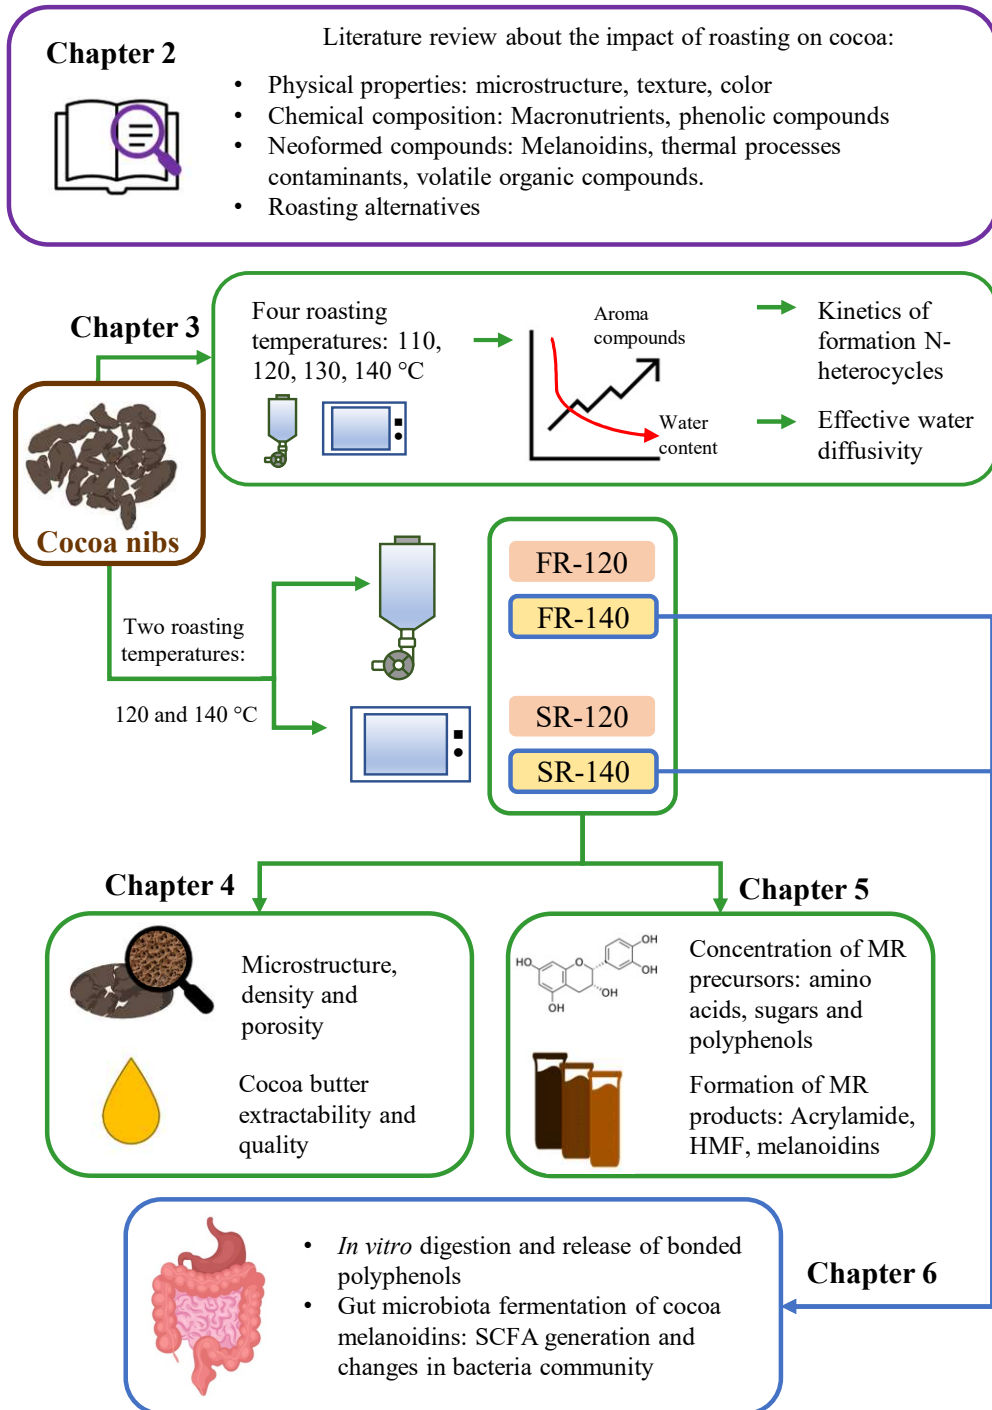 Chapter 2
Literature review about the impact of roasting on cocoa:
• Physical properties: microstructure, texture, color
• Chemical composition: Macronutrients, phenolic compounds
• Neoformed compounds: Melanoidins, thermal processes
contaminants, volatile organic compounds.
• Roasting alternatives
Chapter 3
Four roasting
temperatures: 110,
120, 130, 140 °C
Aroma
compounds
Water
content
Kinetics of
formation N-
heterocycles
Effective water
diffusivity
Cocoa nibs
Two roasting
temperatures:
120 and 140 °C
FR-120
FR-140
SR-120
SR-140
Chapter 4
Microstructure,
density and
porosity
Cocoa butter
extractability and
quality
Chapter 5
OH
HO
O
OH
OH
OH
Concentration of MR
precursors: amino
acids, sugars and
polyphenols
Formation of MR
products: Acrylamide,
HMF, melanoidins
Chapter 6
• In vitro digestion and release of bonded
polyphenols
• Gut microbiota fermentation of cocoa
melanoidins: SCFA generation and
changes in bacteria community